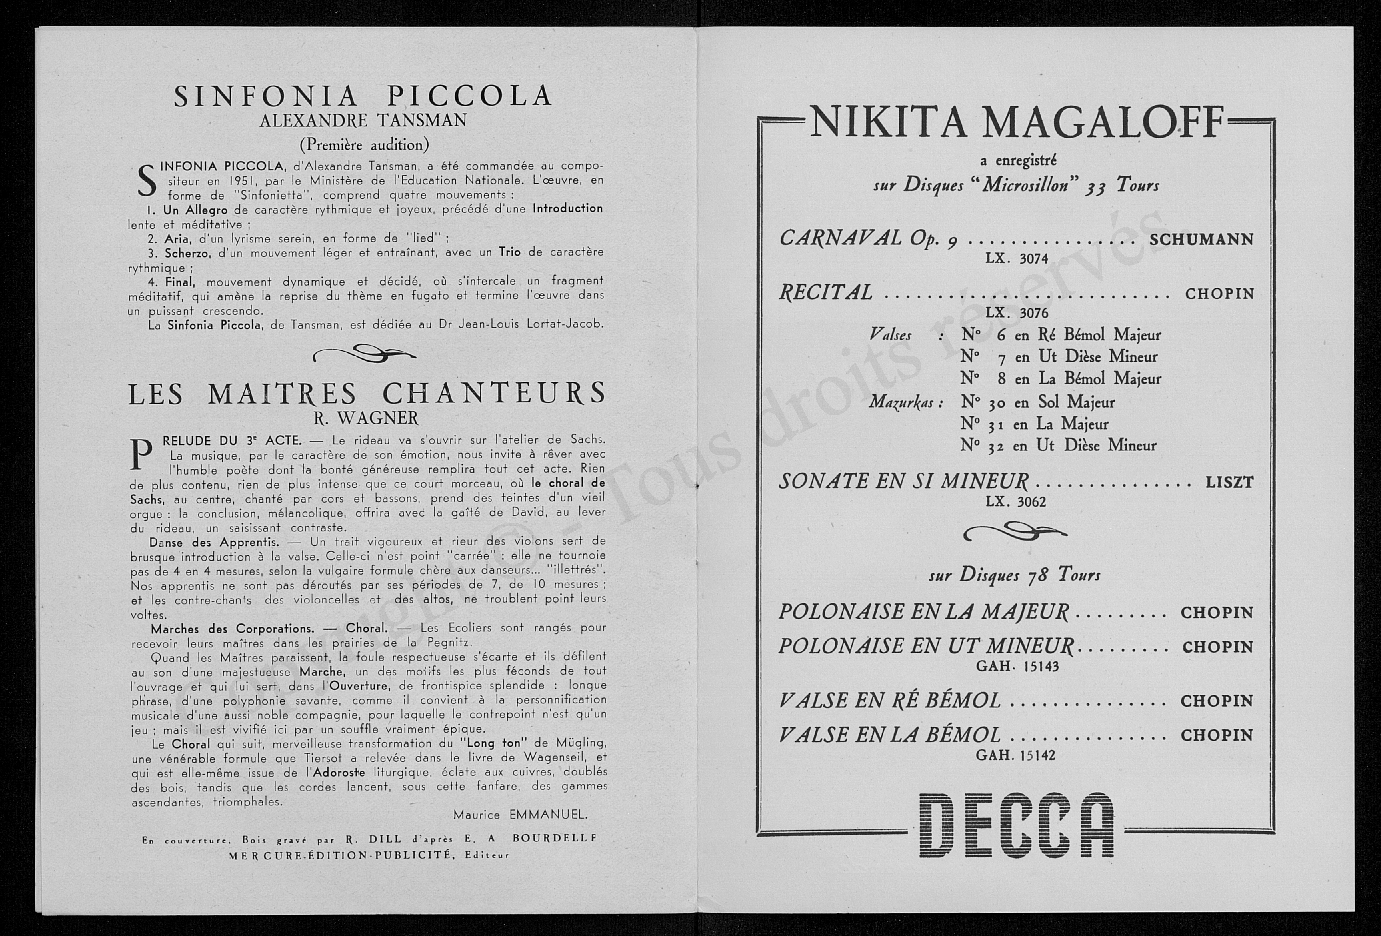 SINFONIA PICCOLA
ALEXANDRE TANSMAN
(Première audition)
SINFONIA PICCOLA, d'Alexandre Tansman, a été commandée au compo-
siteur en 1951, par le Ministère de l'Education Nationale. L'œuvre, en
forme de "Sinfonietta", comprend quatre mouvements :
1. Un Allegro de caractère rythmique et joyeux, précédé d'une Introduction
lente et méditative ;
2. Aria, d'un lyrisme serein, en forme de "lied" ;
3. Scherzo, d'un mouvement léger et entraînant, avec un Trio de caractère
rythmique ;
4. Final, mouvement dynamique et décidé, où s'intercale un fragment
méditatif, qui amène la reprise du thème en fugato et termine l'œuvre dans
un puissant crescendo.
La Sinfonia Piccola, de Tansman, est dédiée au Dr Jean-Louis Lortat-Jacob.
LES MAITRES CHANTEURS
R. WAGNER
PRELUDE DU 3e ACTE. — Le rideau va s'ouvrir sur l'atelier de Sachs.
La musique, par le caractère de son émotion, nous invite à rêver avec
l'humble poète dont la bonté généreuse remplira tout cet acte. Rien
de plus contenu, rien de plus intense que ce court morceau, où le choral de
Sachs, au centre, chanté par cors et bassons, prend des teintes d'un vieil
orgue : la conclusion, mélancolique, offrira avec la gaîté de David, au lever
du rideau, un saisissant contraste.
Danse des Apprentis. — Un trait vigoureux et rieur des violons sert de
brusque introduction à la valse. Celle-ci n'est point "carrée" : elle ne tournoie
pas de 4 en 4 mesures, selon la vulgaire formule chère aux danseurs... "illettrés".
Nos apprentis ne sont pas déroutés par ses périodes de 7, de 10 mesures ;
et les contre-chants des violoncelles et des altos, ne troublent point leurs
voltes.
Marches des Corporations. — Choral. — Les Ecoliers sont rangés pour
recevoir leurs maîtres dans les prairies de la Pegnitz.
Quand les Maîtres paraissent, la foule respectueuse s'écarte et ils défilent
au son d'une majestueuse Marche, un des motifs les plus féconds de tout
l'ouvrage et qui lui sert, dans l'Ouverture, de frontispice splendide : longue
phrase, d'une polyphonie savante, comme il convient à la personnification
musicale d'une aussi noble compagnie, pour laquelle le contrepoint n'est qu'un
jeu ; mais il est vivifié ici par un souffle vraiment épique.
Le Choral qui suit, merveilleuse transformation du "Long ton" de Mügling,
une vénérable formule que Tiersot a relevée dans le livre de Wagenseil, et
qui est elle-même issue de l'Adoroste liturgique, éclate aux cuivres, doublés
des bois, tandis que les cordes lancent, sous cette fanfare, des gammes
ascendantes, triomphales.
Maurice EMMANUEL.
En couverture, Bois gravé par R. DILL d'après E. A BOURDELLE
MERCURE-ÉDITION-PUBLICITÉ, Editeur
NIKITA MAGALOFF
a enregistré
sur Disques "Microsillon" 33 Tours
CARNAVAL Op. 9 ................ SCHUMANN
LX. 3074
RECITAL ........................... CHOPIN
LX. 3076
Valses : N° 6 en Ré Bémol Majeur
N° 7 en Ut Dièse Mineur
N° 8 en La Bémol Majeur
Mazurkas : N° 30 en Sol Majeur
N° 31 en La Majeur
N° 32 en Ut Dièse Mineur
SONATE EN SI MINEUR ............... LISZT
LX. 3062
sur Disques 78 Tours
POLONAISE EN LA MAJEUR ......... CHOPIN
POLONAISE EN UT MINEUR ......... CHOPIN
GAH. 15143
VALSE EN RÉ BÉMOL .............. CHOPIN
VALSE EN LA BÉMOL .............. CHOPIN
GAH. 15142
DECCA
Copyright © - Tous droits réservés.